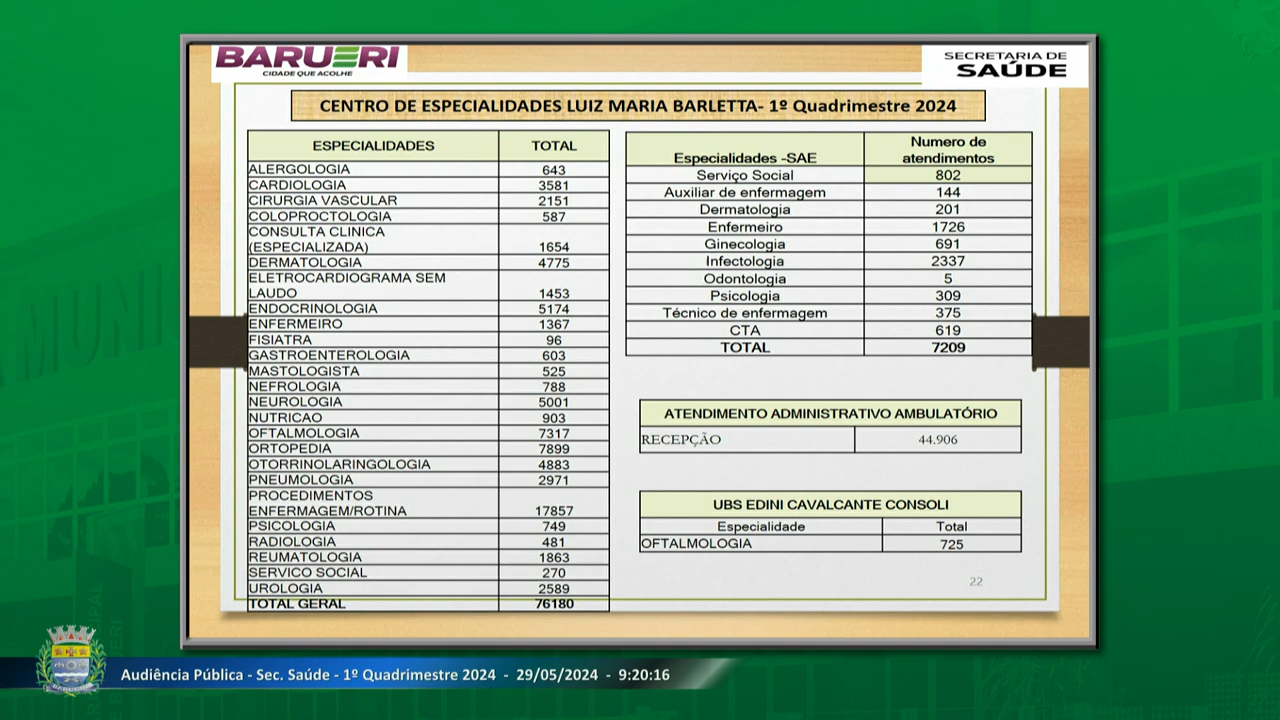 BARUERI
CIDADE QUE ACOLHE
SECRETARIA DE
SAÚDE
CENTRO DE ESPECIALIDADES LUIZ MARIA BARLETTA- 1º Quadrimestre 2024
ESPECIALIDADES TOTAL
ALERGOLOGIA 643
CARDIOLOGIA 3581
CIRURGIA VASCULAR 2151
COLOPROCTOLOGIA 587
CONSULTA CLINICA
(ESPECIALIZADA) 1654
DERMATOLOGIA 4775
ELETROCARDIOGRAMA SEM
LAUDO 1453
ENDOCRINOLOGIA 5174
ENFERMEIRO 1367
FISIATRA 96
GASTROENTEROLOGIA 603
MASTOLOGISTA 525
NEFROLOGIA 788
NEUROLOGIA 5001
NUTRICAO 903
OFTALMOLOGIA 7317
ORTOPEDIA 7899
OTORRINOLARINGOLOGIA 4883
PNEUMOLOGIA 2971
PROCEDIMENTOS
ENFERMAGEM/ROTINA 17857
PSICOLOGIA 749
RADIOLOGIA 481
REUMATOLOGIA 1863
SERVICO SOCIAL 270
UROLOGIA 2589
TOTAL GERAL 76180
Numero de
Especialidades -SAE atendimentos
Serviço Social 802
Auxiliar de enfermagem 144
Dermatologia 201
Enfermeiro 1726
Ginecologia 691
Infectologia 2337
Odontologia 5
Psicologia 309
Técnico de enfermagem 375
CTA 619
TOTAL 7209
ATENDIMENTO ADMINISTRATIVO AMBULATÓRIO
RECEPÇÃO 44.906
UBS EDINI CAVALCANTE CONSOLI
Especialidade Total
OFTALMOLOGIA 725
22
Audiência Pública - Sec. Saúde - 1º Quadrimestre 2024 - 29/05/2024 - 9:20:16